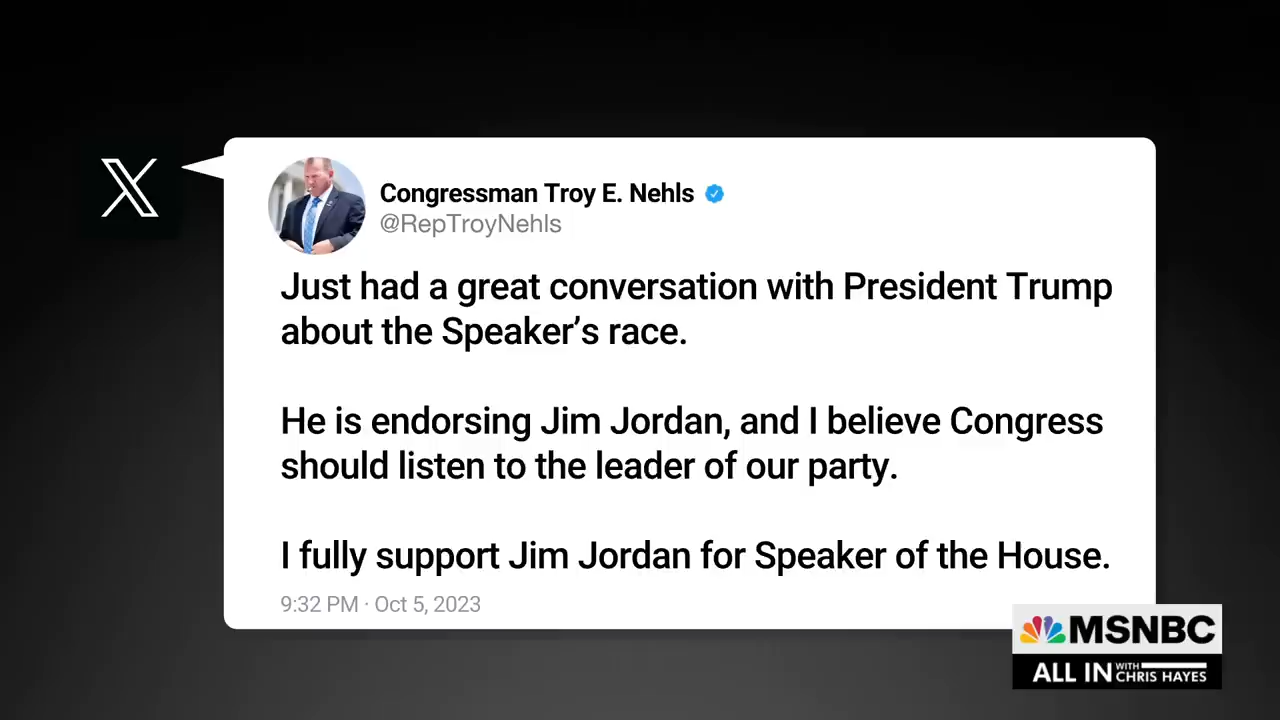 Congressman Troy E. Nehls
@RepTroyNehls
Just had a great conversation with President Trump
about the Speaker’s race.
He is endorsing Jim Jordan, and I believe Congress
should listen to the leader of our party.
I fully support Jim Jordan for Speaker of the House.
9:32 PM · Oct 5, 2023
MSNBC
ALL IN WITH CHRIS HAYES